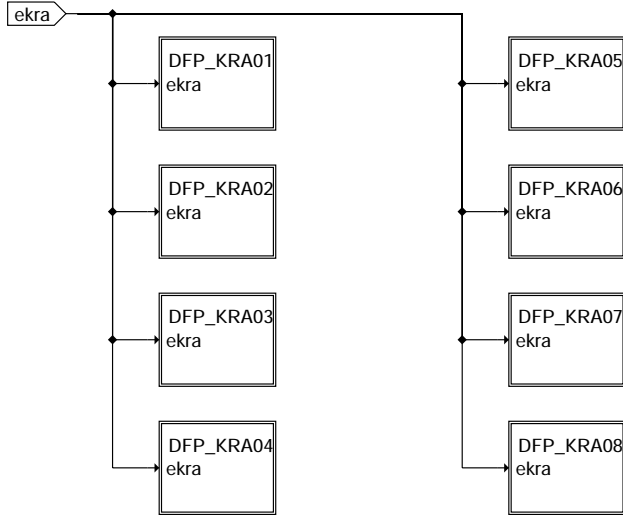 ekra
DFP_KRA01
ekra
DFP_KRA02
ekra
DFP_KRA03
ekra
DFP_KRA04
ekra
DFP_KRA05
ekra
DFP_KRA06
ekra
DFP_KRA07
ekra
DFP_KRA08
ekra